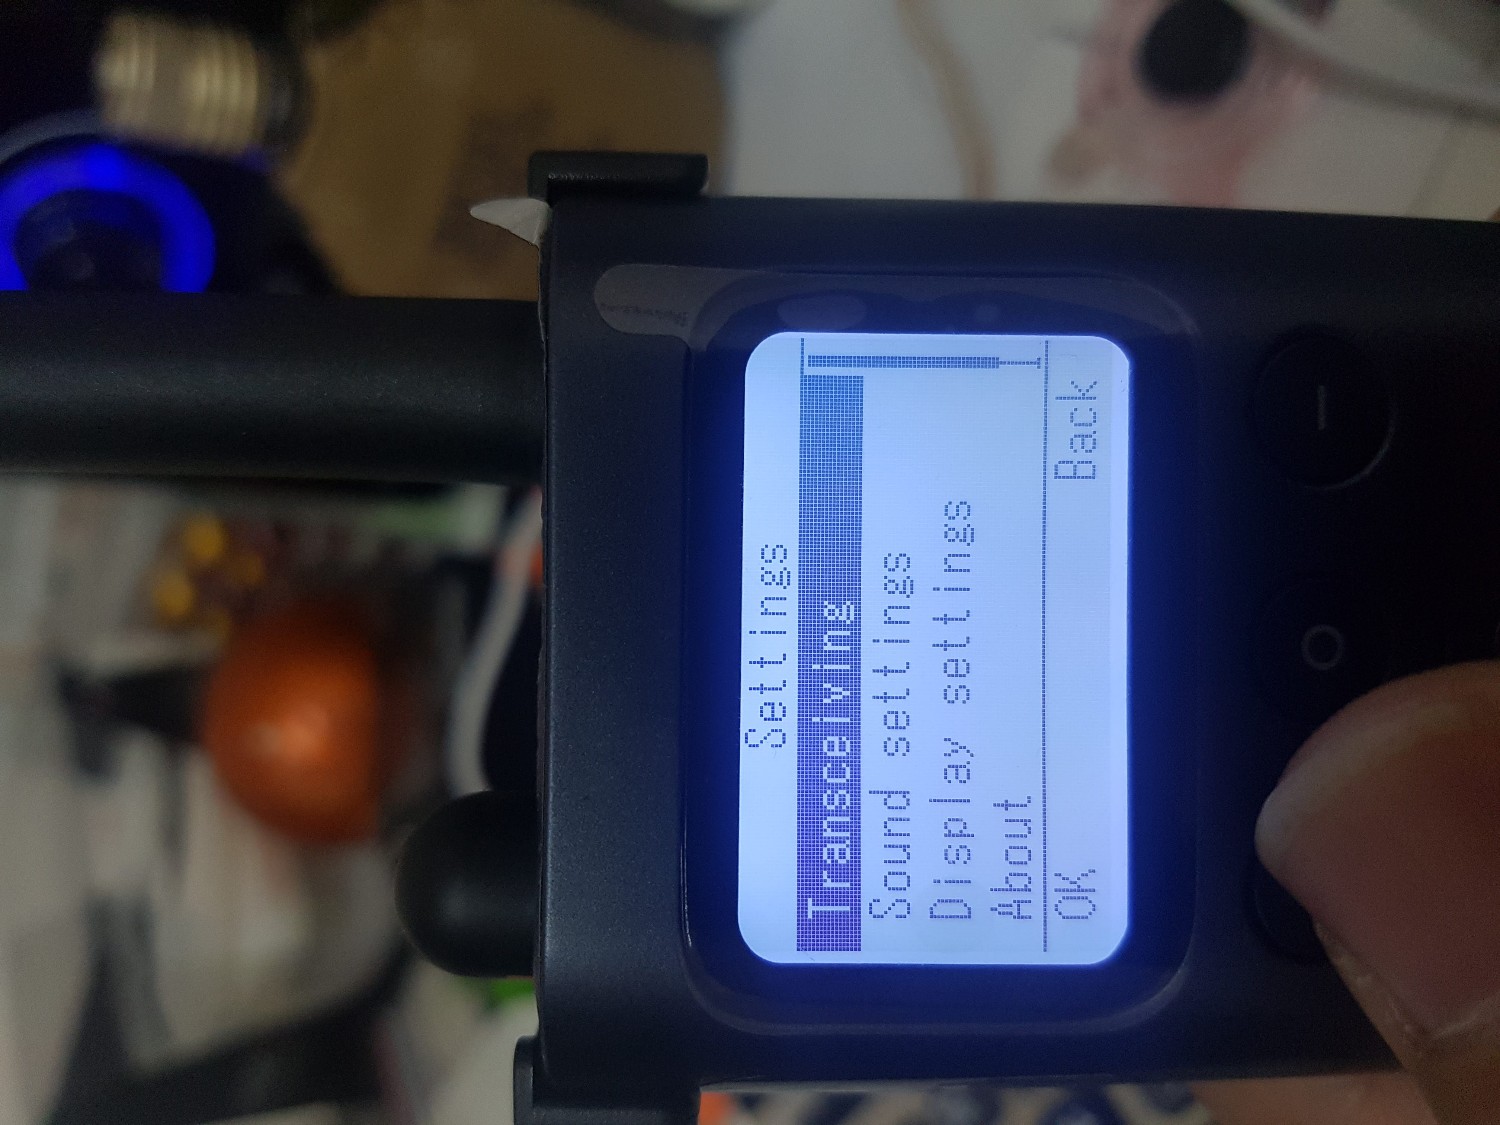 Settings
Transceiving
Sound settings
Display settings
About
OK
Back